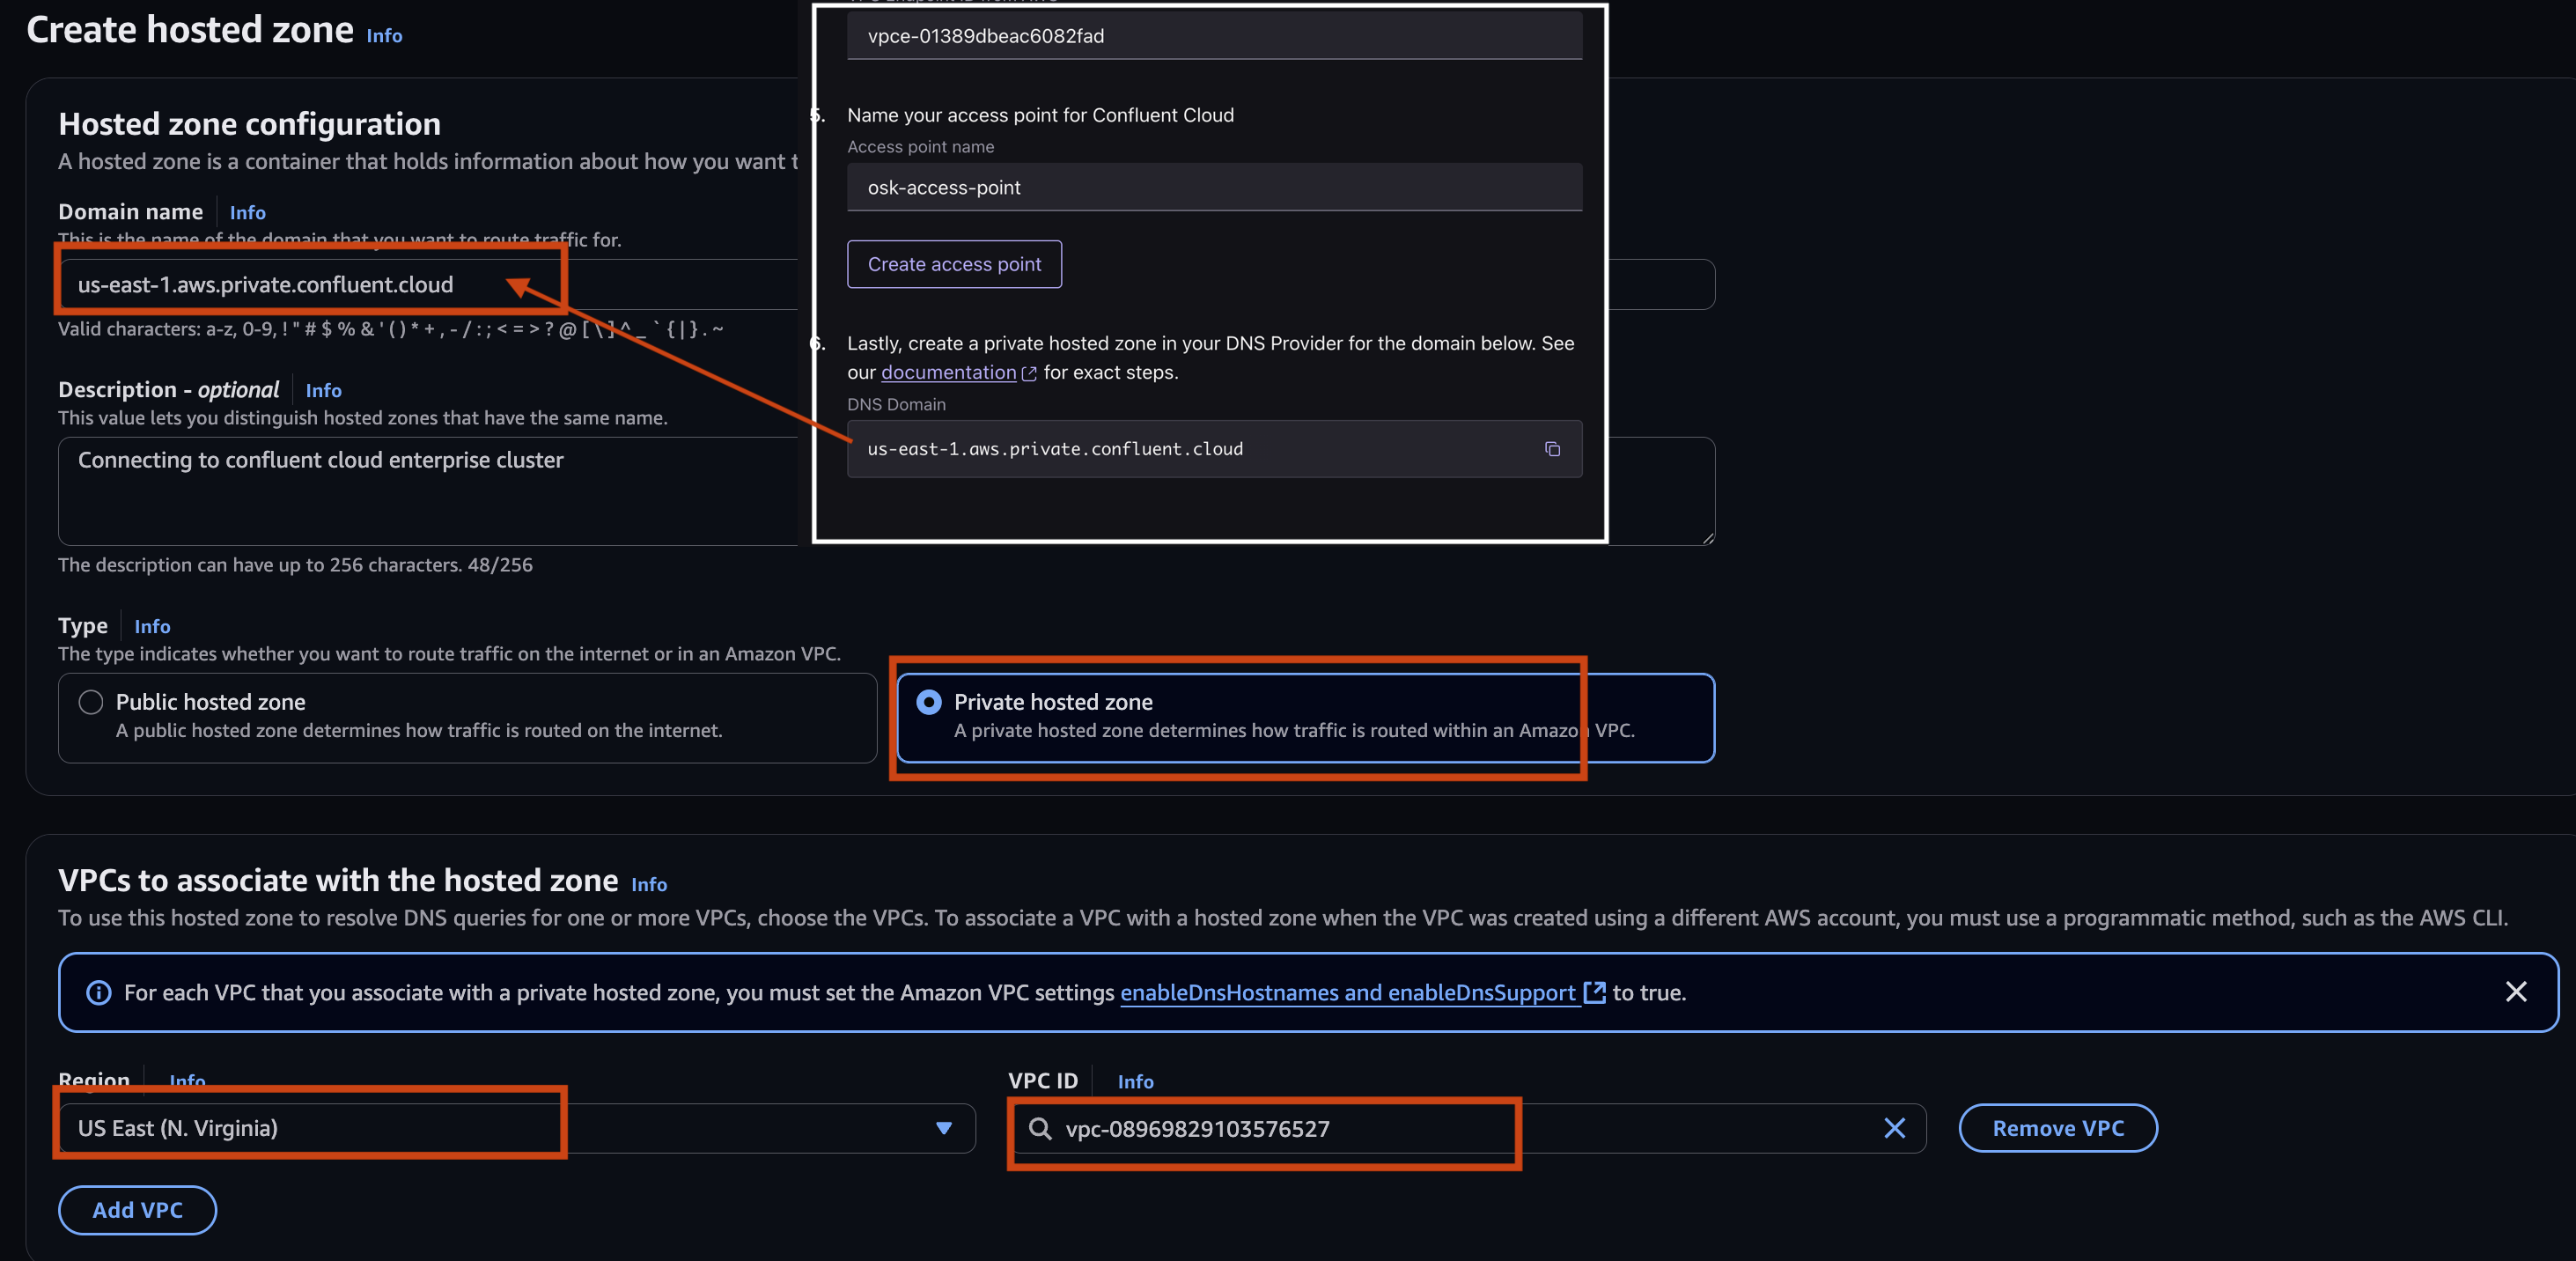 Create hosted zone Info
Hosted zone configuration
A hosted zone is a container that holds information about how you want t
Domain name Info
This is the name of the domain that you want to route traffic for.
us-east-1.aws.private.confluent.cloud
Valid characters: a-z, 0-9, ! " # $ % & ' ( ) * + , - / : ; < = > ? @ [ \ ] ^ _ ` { | } . ~
Description - optional Info
This value lets you distinguish hosted zones that have the same name.
Connecting to confluent cloud enterprise cluster
The description can have up to 256 characters. 48/256
vpce-01389dbeac6082fad
5. Name your access point for Confluent Cloud
Access point name
osk-access-point
Create access point
6. Lastly, create a private hosted zone in your DNS Provider for the domain below. See
our documentation for exact steps.
DNS Domain
us-east-1.aws.private.confluent.cloud
Type Info
The type indicates whether you want to route traffic on the internet or in an Amazon VPC.
Public hosted zone
A public hosted zone determines how traffic is routed on the internet.
Private hosted zone
A private hosted zone determines how traffic is routed within an Amazon VPC.
VPCs to associate with the hosted zone Info
To use this hosted zone to resolve DNS queries for one or more VPCs, choose the VPCs. To associate a VPC with a hosted zone when the VPC was created using a different AWS account, you must use a programmatic method, such as the AWS CLI.
For each VPC that you associate with a private hosted zone, you must set the Amazon VPC settings enableDnsHostnames and enableDnsSupport to true.
Region Info
US East (N. Virginia)
VPC ID Info
vpc-08969829103576527
Remove VPC
Add VPC